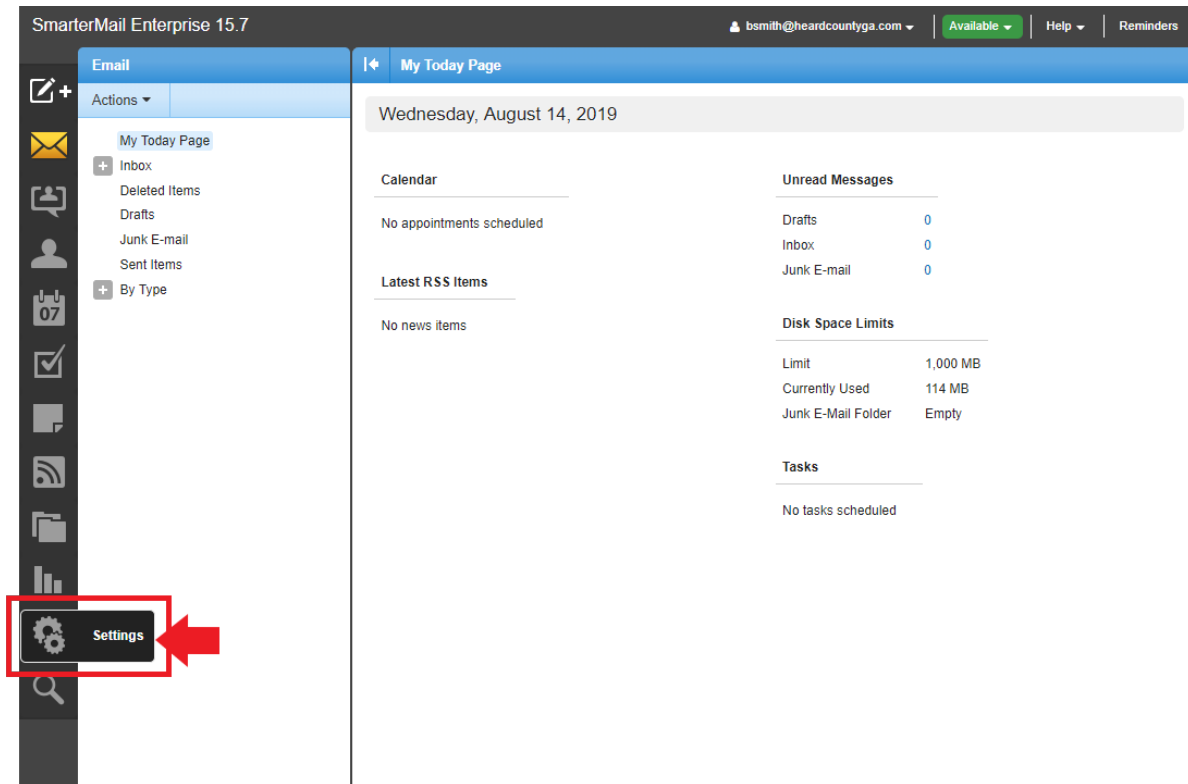 SmarterMail Enterprise 15.7
bsmith@heardcountyga.com
Available
Help
Reminders
Email
My Today Page
Actions
Wednesday, August 14, 2019
My Today Page
Inbox
Deleted Items
Drafts
Junk E-mail
Sent Items
By Type
07
Settings
Calendar
No appointments scheduled
Latest RSS Items
No news items
Unread Messages
Drafts 0
Inbox 0
Junk E-mail 0
Disk Space Limits
Limit 1,000 MB
Currently Used 114 MB
Junk E-Mail Folder Empty
Tasks
No tasks scheduled